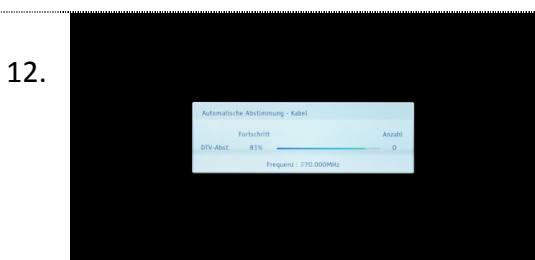 12.
Automatische Abstimmung - Kabel
Fortschritt Anzahl
DTV-Abst. 83% 0
Frequenz : 770.000MHz